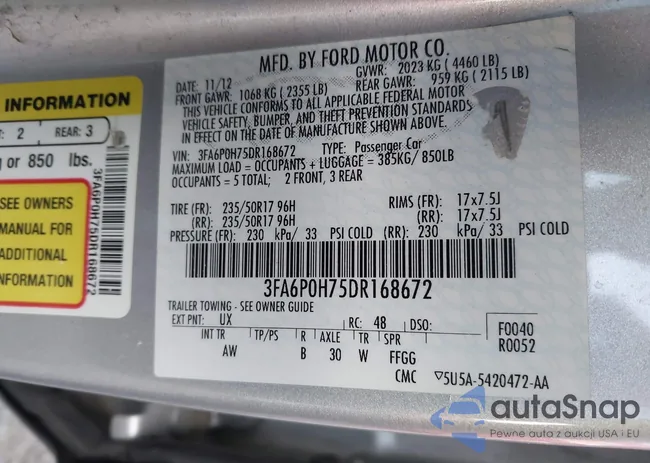 INFORMATION
: 2 REAR: 3
g or 850 lbs.
SEE OWNERS
MANUAL FOR
ADDITIONAL
INFORMATION
3FA6P0H75DR168672
MFD. BY FORD MOTOR CO.
DATE: 11/12 GVWR: 2023 KG ( 4460 LB)
FRONT GAWR: 1068 KG ( 2355 LB) REAR GAWR: 959 KG ( 2115 LB)
THIS VEHICLE CONFORMS TO ALL APPLICABLE FEDERAL MOTOR
VEHICLE SAFETY, BUMPER, AND THEFT PREVENTION STANDARDS
IN EFFECT ON THE DATE OF MANUFACTURE SHOWN ABOVE.
VIN: 3FA6P0H75DR168672 TYPE: Passenger Car
MAXIMUM LOAD = OCCUPANTS + LUGGAGE = 385KG/ 850LB
OCCUPANTS = 5 TOTAL; 2 FRONT, 3 REAR
TIRE (FR): 235/50R17 96H RIMS (FR): 17x7.5J
(RR): 235/50R17 96H (RR): 17x7.5J
PRESSURE (FR): 230 kPa/ 33 PSI COLD (RR): 230 kPa/ 33 PSI COLD
3FA6P0H75DR168672
TRAILER TOWING - SEE OWNER GUIDE
EXT PNT: UX RC: 48 DSO: F0040
INT TR TP/PS R AXLE TR SPR R0052
AW B 30 W FFGG
CMC ▽5U5A-5420472-AA
autoSnap
Pewne auta z aukcji USA i EU